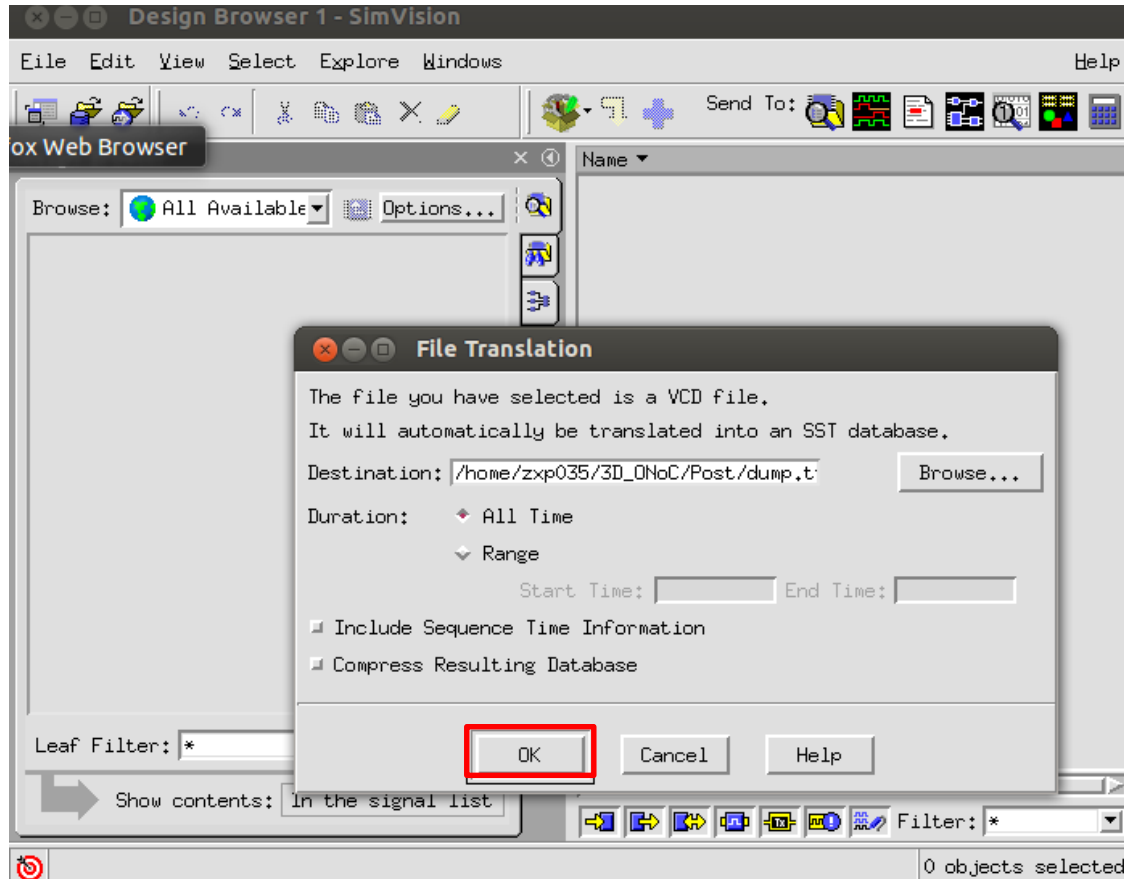 Design Browser 1 - SimVision
File Edit View Select Explore Windows Help
Send To:
fox Web Browser
Name
Browse: All Available Options...
File Translation
The file you have selected is a VCD file.
It will automatically be translated into an SST database.
Destination: /home/zxp035/3D_ONoC/Post/dump.t Browse...
Duration: All Time
Range
Start Time: End Time:
Include Sequence Time Information
Compress Resulting Database
OK Cancel Help
Leaf Filter: *
Show contents: In the signal list
Filter: *
0 objects selected